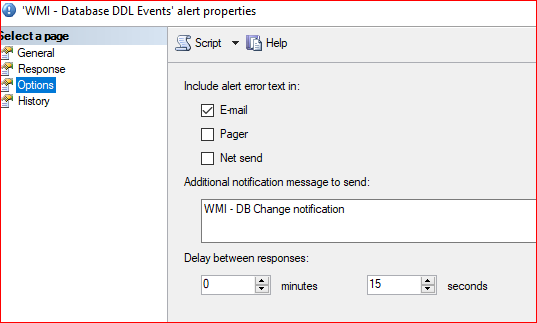 'WMI - Database DDL Events' alert properties
Select a page
General
Response
Options
History
Script
Help
Include alert error text in:
E-mail
Pager
Net send
Additional notification message to send:
WMI - DB Change notification
Delay between responses:
0 minutes 15 seconds